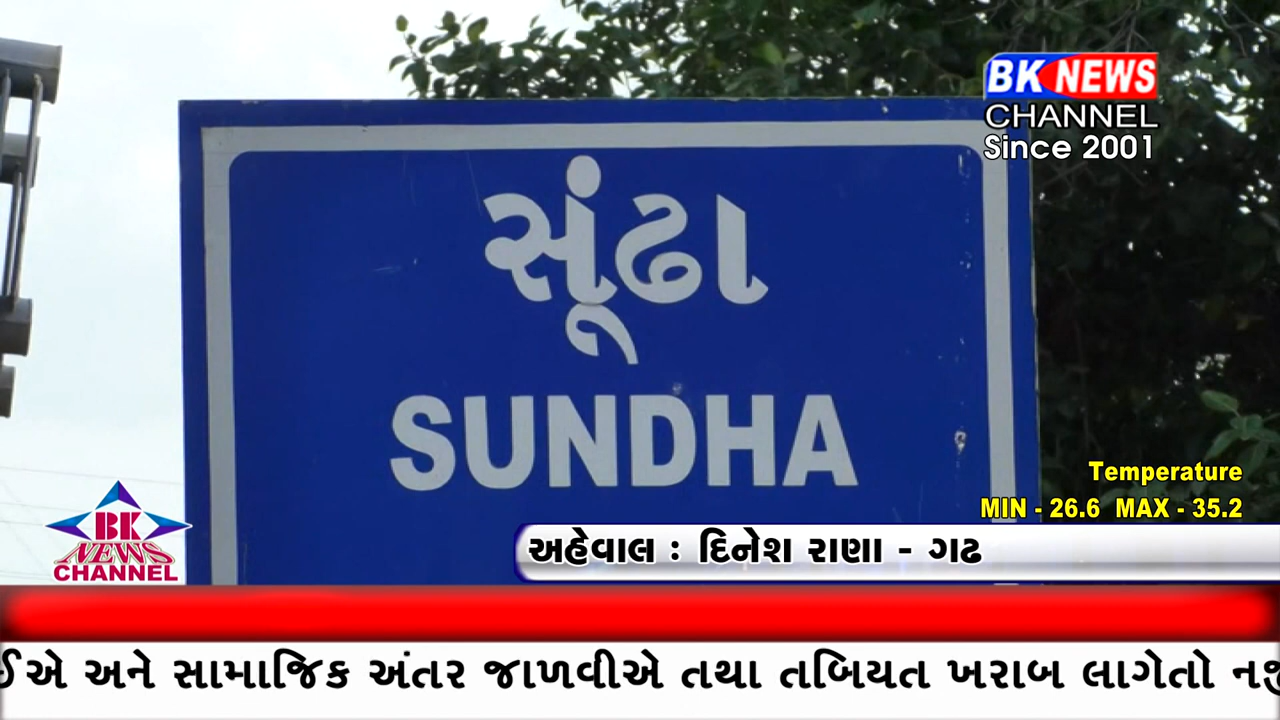 BK NEWS
CHANNEL
Since 2001
સૂંઢા
SUNDHA
Temperature
MIN - 26.6 MAX - 35.2
BK
NEWS
CHANNEL
અહેવાલ : દિનેશ રાણા - ગઢ
અને સામાજિક અંતર જાળવીએ તથા તબિયત ખરાબ લાગેતો